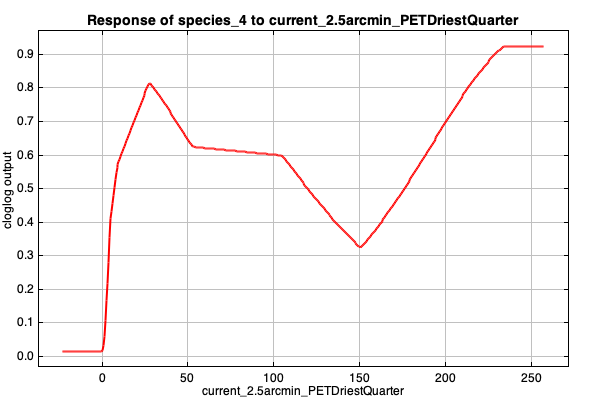 Response of species_4 to current_2.5arcmin_PETDriestQuarter
cloglog output
0.9
0.8
0.7
0.6
0.5
0.4
0.3
0.2
0.1
0.0
0 50 100 150 200 250
current_2.5arcmin_PETDriestQuarter